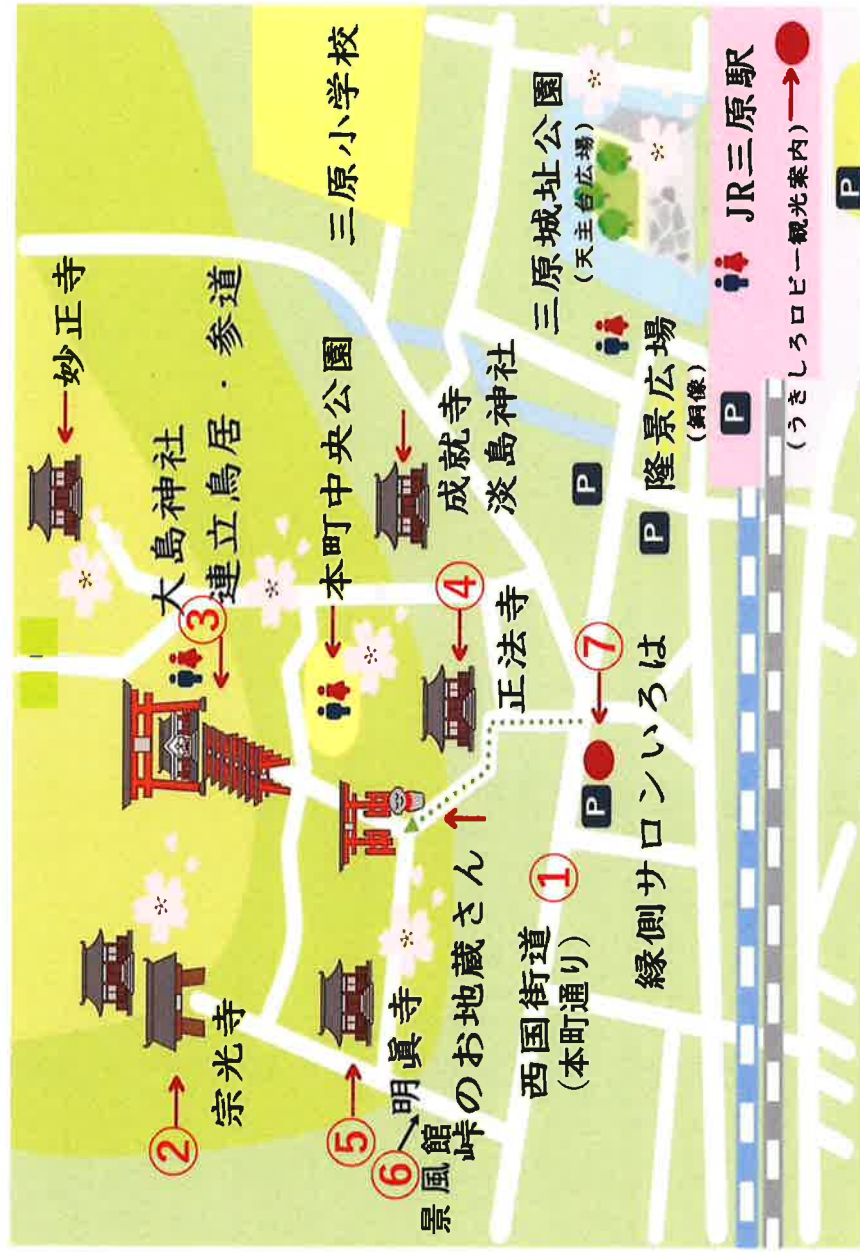 妙正寺
大島神社
連立鳥居・参道
③
本町中央公園
三原小学校
②
宗光寺
成就寺
淡島神社
④
正法寺
⑤
明眞寺
⑥
景風館
峠のお地蔵さん
西国街道
(本町通り)
①
⑦
縁側サロンいろは
P
P
P
P
P
隆景広場
(銅像)
三原城址公園
(天主台広場)
JR三原駅
(うきしろロビー観光案内)